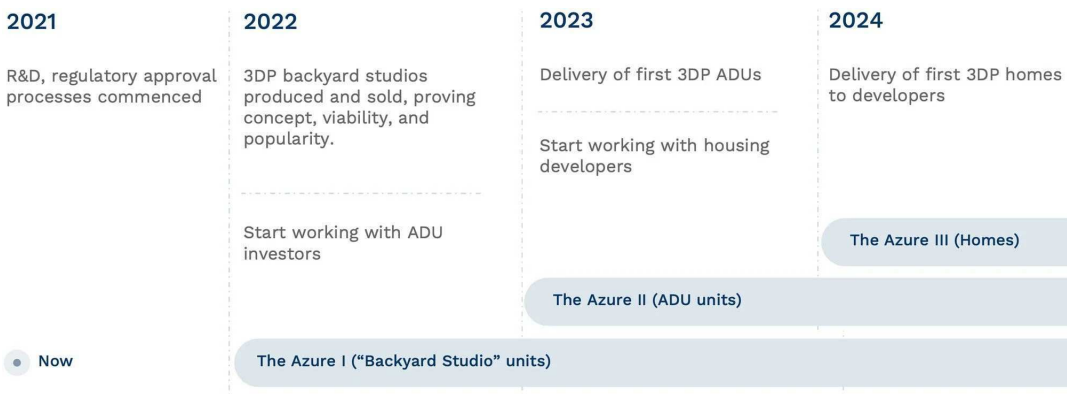 2021
R&D, regulatory approval
processes commenced
2022
3DP backyard studios
produced and sold, proving
concept, viability, and
popularity.
Start working with ADU
investors
2023
Delivery of first 3DP ADUs
Start working with housing
developers
2024
Delivery of first 3DP homes
to developers
The Azure III (Homes)
The Azure II (ADU units)
Now
The Azure I (“Backyard Studio” units)